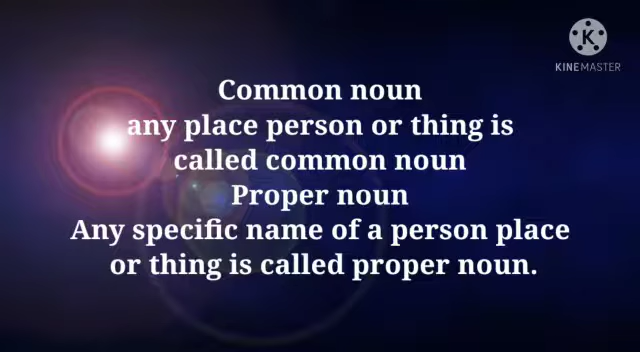 KINEMASTER
Common noun
any place person or thing is
called common noun
Proper noun
Any specific name of a person place
or thing is called proper noun.